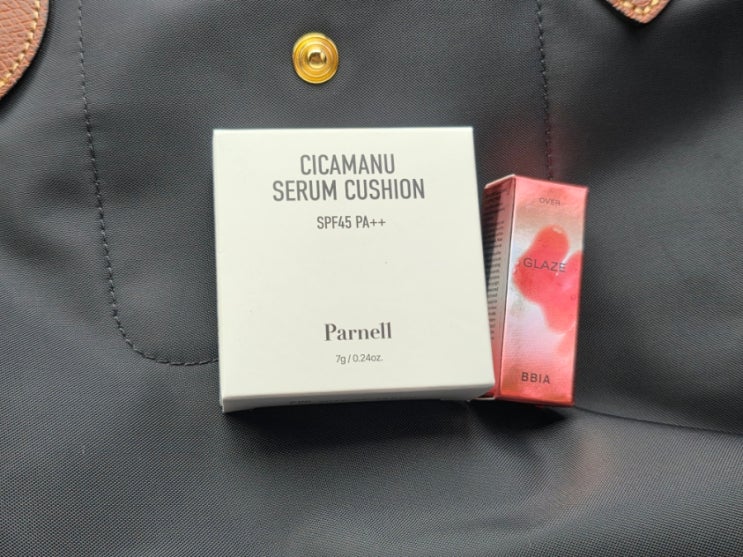 CICAMANU
SERUM CUSHION
SPF45 PA++
Parnell
7g / 0.24oz.
OVER
GLAZE
BBIA